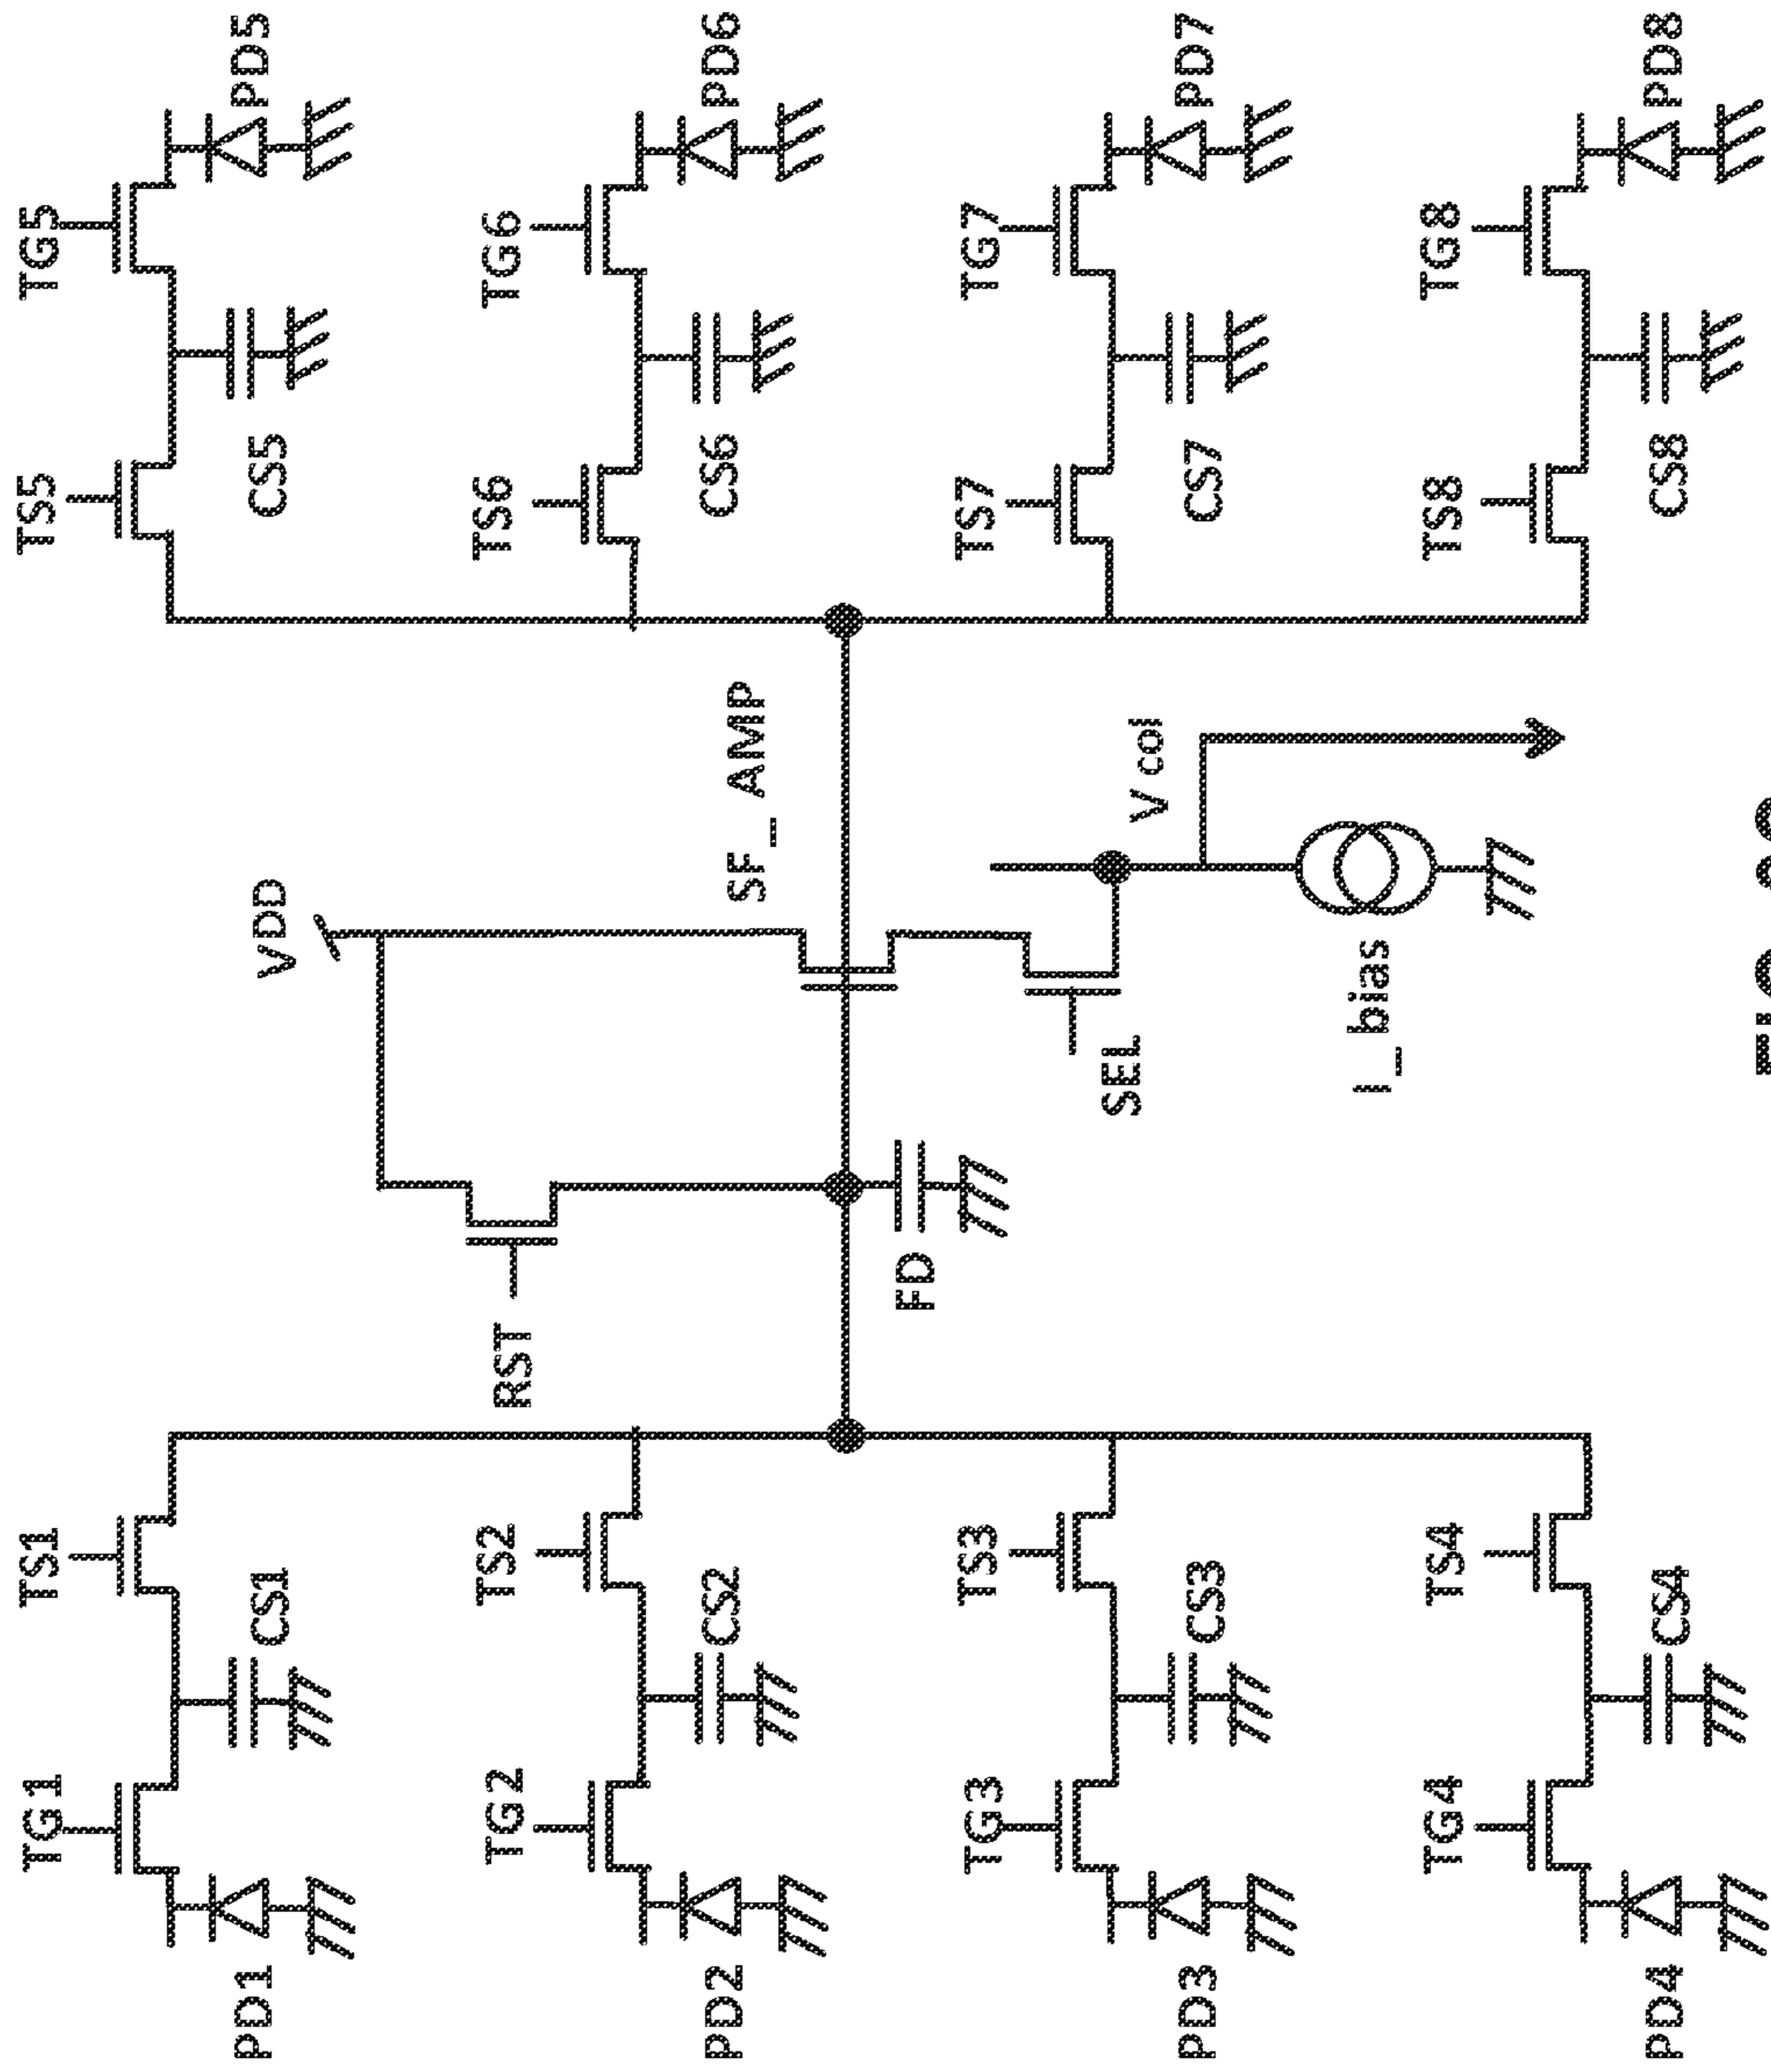 TG1
TS1
TS5
TG5
PD1
CS1
VDD
CS5
PD5
TG2
TS2
RST
TS6
TG6
PD2
CS2
SF_AMP
CS6
PD6
FD
TG3
TS3
TS7
TG7
SEL
Vcol
PD3
CS3
CS7
PD7
I_bias
TG4
TS4
TS8
TG8
PD4
CS4
CS8
PD8